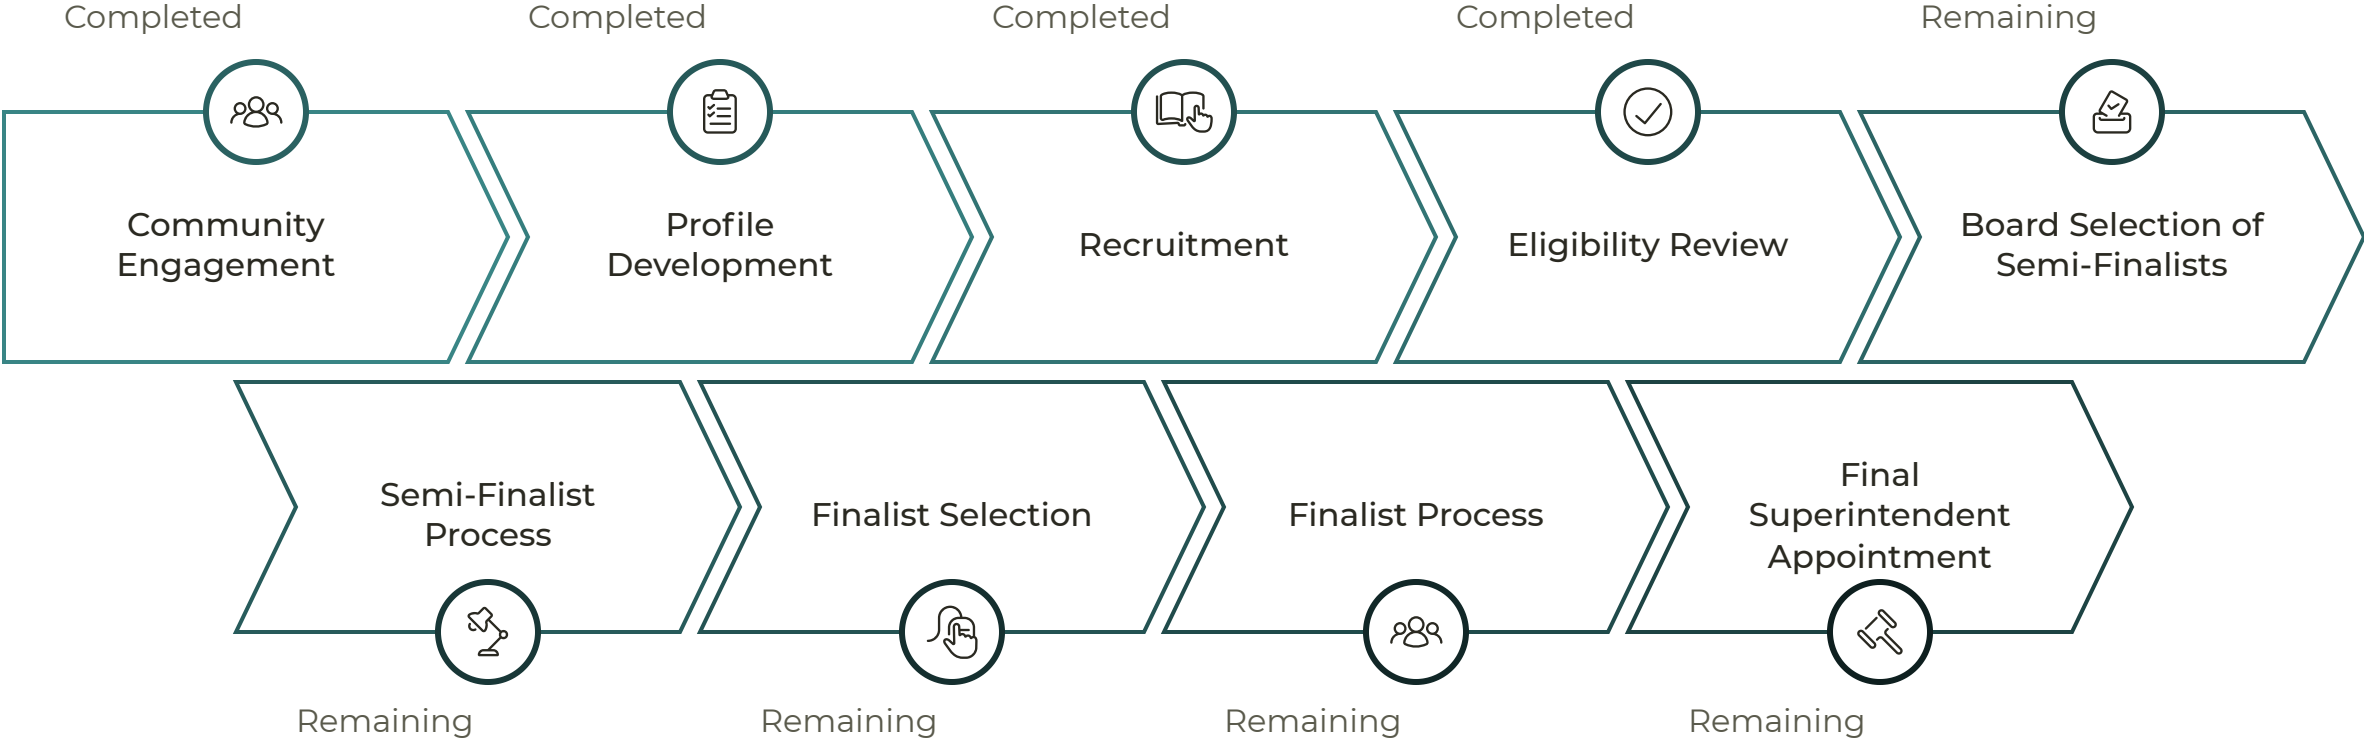 Completed
Completed
Completed
Completed
Remaining
Community
Engagement
Profile
Development
Recruitment
Eligibility Review
Board Selection of
Semi-Finalists
Semi-Finalist
Process
Finalist Selection
Finalist Process
Final
Superintendent
Appointment
Remaining
Remaining
Remaining
Remaining